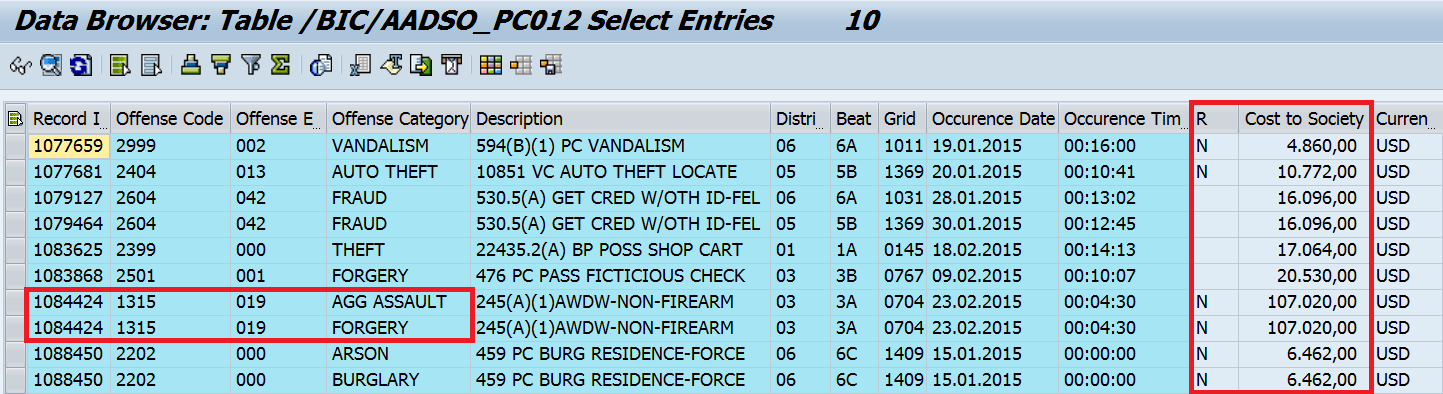 Data Browser: Table /BIC/AADSO_PC012 Select Entries 10
Record I Offense Code Offense E Offense Category Description Distri Beat Grid Occurence Date Occurence Tim R Cost to Society Curren
1077659 2999 002 VANDALISM 594(B)(1) PC VANDALISM 06 6A 1011 19.01.2015 00:16:00 N 4.860,00 USD
1077681 2404 013 AUTO THEFT 10851 VC AUTO THEFT LOCATE 05 5B 1369 20.01.2015 00:10:41 N 10.772,00 USD
1079127 2604 042 FRAUD 530.5(A) GET CRED W/OTH ID-FEL 06 6A 1031 28.01.2015 00:13:02 16.096,00 USD
1079464 2604 042 FRAUD 530.5(A) GET CRED W/OTH ID-FEL 05 5B 1369 30.01.2015 00:12:45 16.096,00 USD
1083625 2399 000 THEFT 22435.2(A) BP POSS SHOP CART 01 1A 0145 18.02.2015 00:14:13 17.064,00 USD
1083868 2501 001 FORGERY 476 PC PASS FICTICIOUS CHECK 03 3B 0767 09.02.2015 00:10:07 20.530,00 USD
1084424 1315 019 AGG ASSAULT 245(A)(1)AWDW-NON-FIREARM 03 3A 0704 23.02.2015 00:04:30 N 107.020,00 USD
1084424 1315 019 FORGERY 245(A)(1)AWDW-NON-FIREARM 03 3A 0704 23.02.2015 00:04:30 N 107.020,00 USD
1088450 2202 000 ARSON 459 PC BURG RESIDENCE-FORCE 06 6C 1409 15.01.2015 00:00:00 N 6.462,00 USD
1088450 2202 000 BURGLARY 459 PC BURG RESIDENCE-FORCE 06 6C 1409 15.01.2015 00:00:00 N 6.462,00 USD